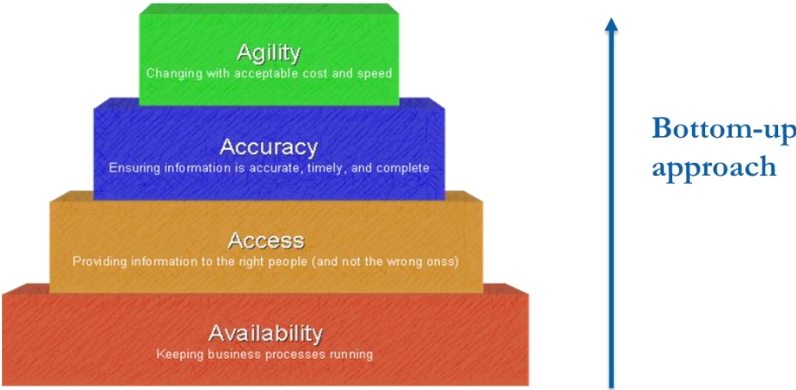 Agility
Changing with acceptable cost and speed
Accuracy
Ensuring information is accurate, timely, and complete
Access
Providing information to the right people (and not the wrong onss)
Availability
Keeping business processes running
Bottom-up
approach